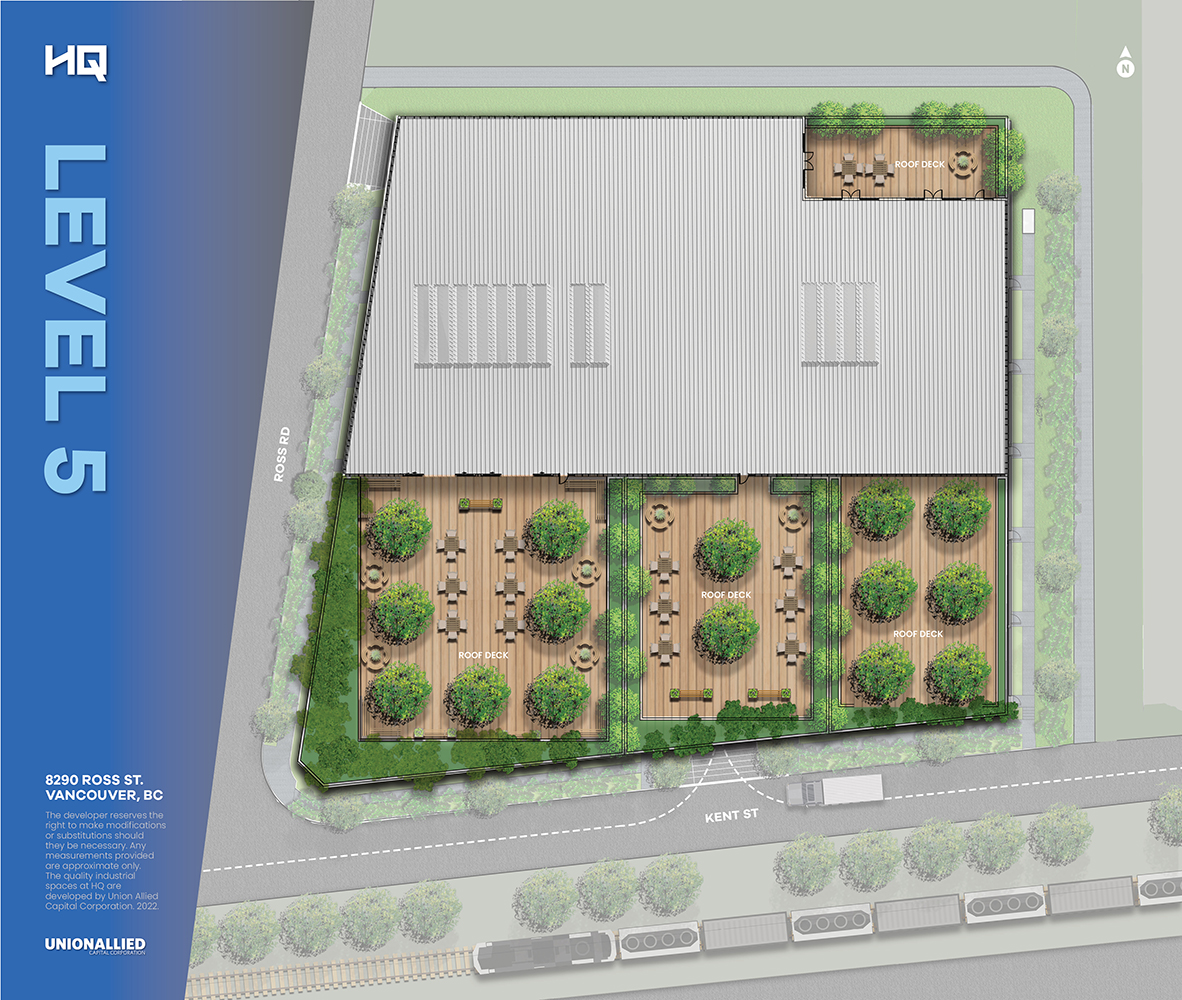 HQ
LEVEL 5
8290 ROSS ST.
VANCOUVER, BC
The developer reserves the
right to make modifications
or substitutions should
they be necessary. Any
measurements provided
are approximate only.
The quality industrial
spaces at HQ are
developed by Union Allied
Capital Corporation. 2022.
UNIONALLIED
CAPITAL CORPORATION
N
ROOF DECK
ROSS RD
ROOF DECK
ROOF DECK
ROOF DECK
KENT ST